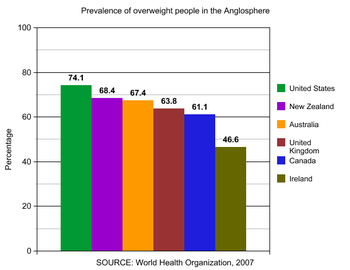 Prevalence of overweight people in the Anglosphere
100
80
60
40
20
0
Percentage
74.1
68.4
67.4
63.8
61.1
46.6
United States
New Zealand
Australia
United
Kingdom
Canada
Ireland
SOURCE: World Health Organization, 2007